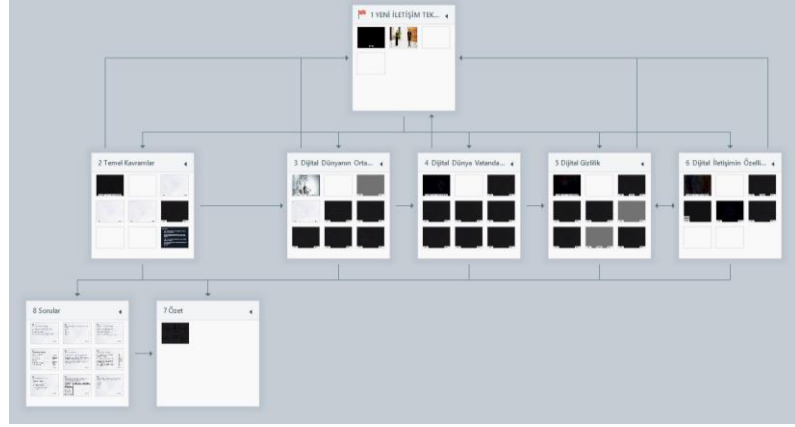 1 YENİ İLETİŞİM TEK...
2 Temel Kavramlar
3 Dijital Dünyanın Orta...
4 Dijital Dünya Vatanda...
5 Dijital Gizlilik
6 Dijital İletişimin Özelli...
8 Sorular
7 Özet